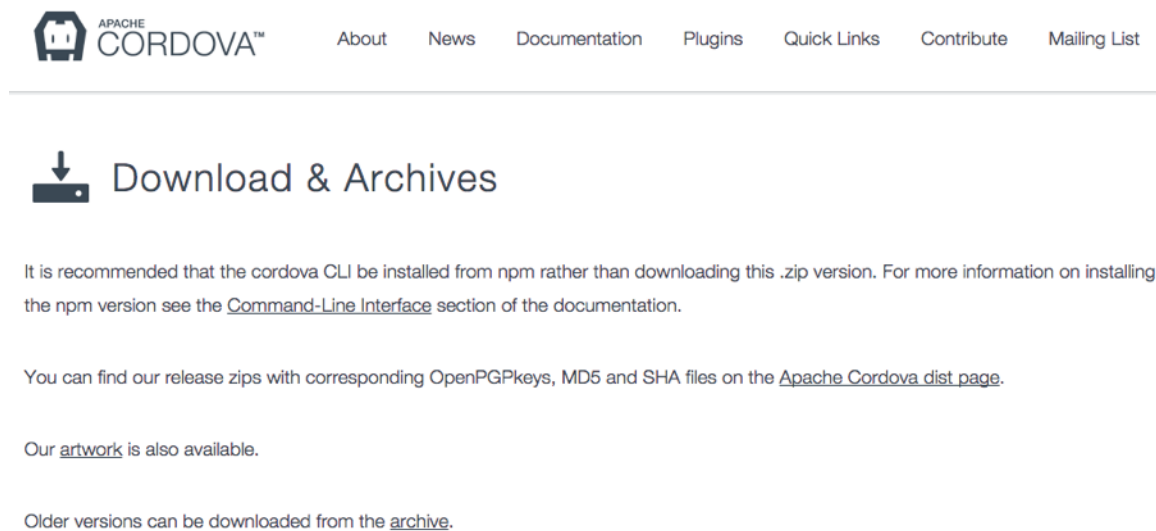 APACHE
CORDOVA™
About News Documentation Plugins Quick Links Contribute Mailing List
Download & Archives
It is recommended that the cordova CLI be installed from npm rather than downloading this .zip version. For more information on installing
the npm version see the Command-Line Interface section of the documentation.
You can find our release zips with corresponding OpenPGPkeys, MD5 and SHA files on the Apache Cordova dist page.
Our artwork is also available.
Older versions can be downloaded from the archive.